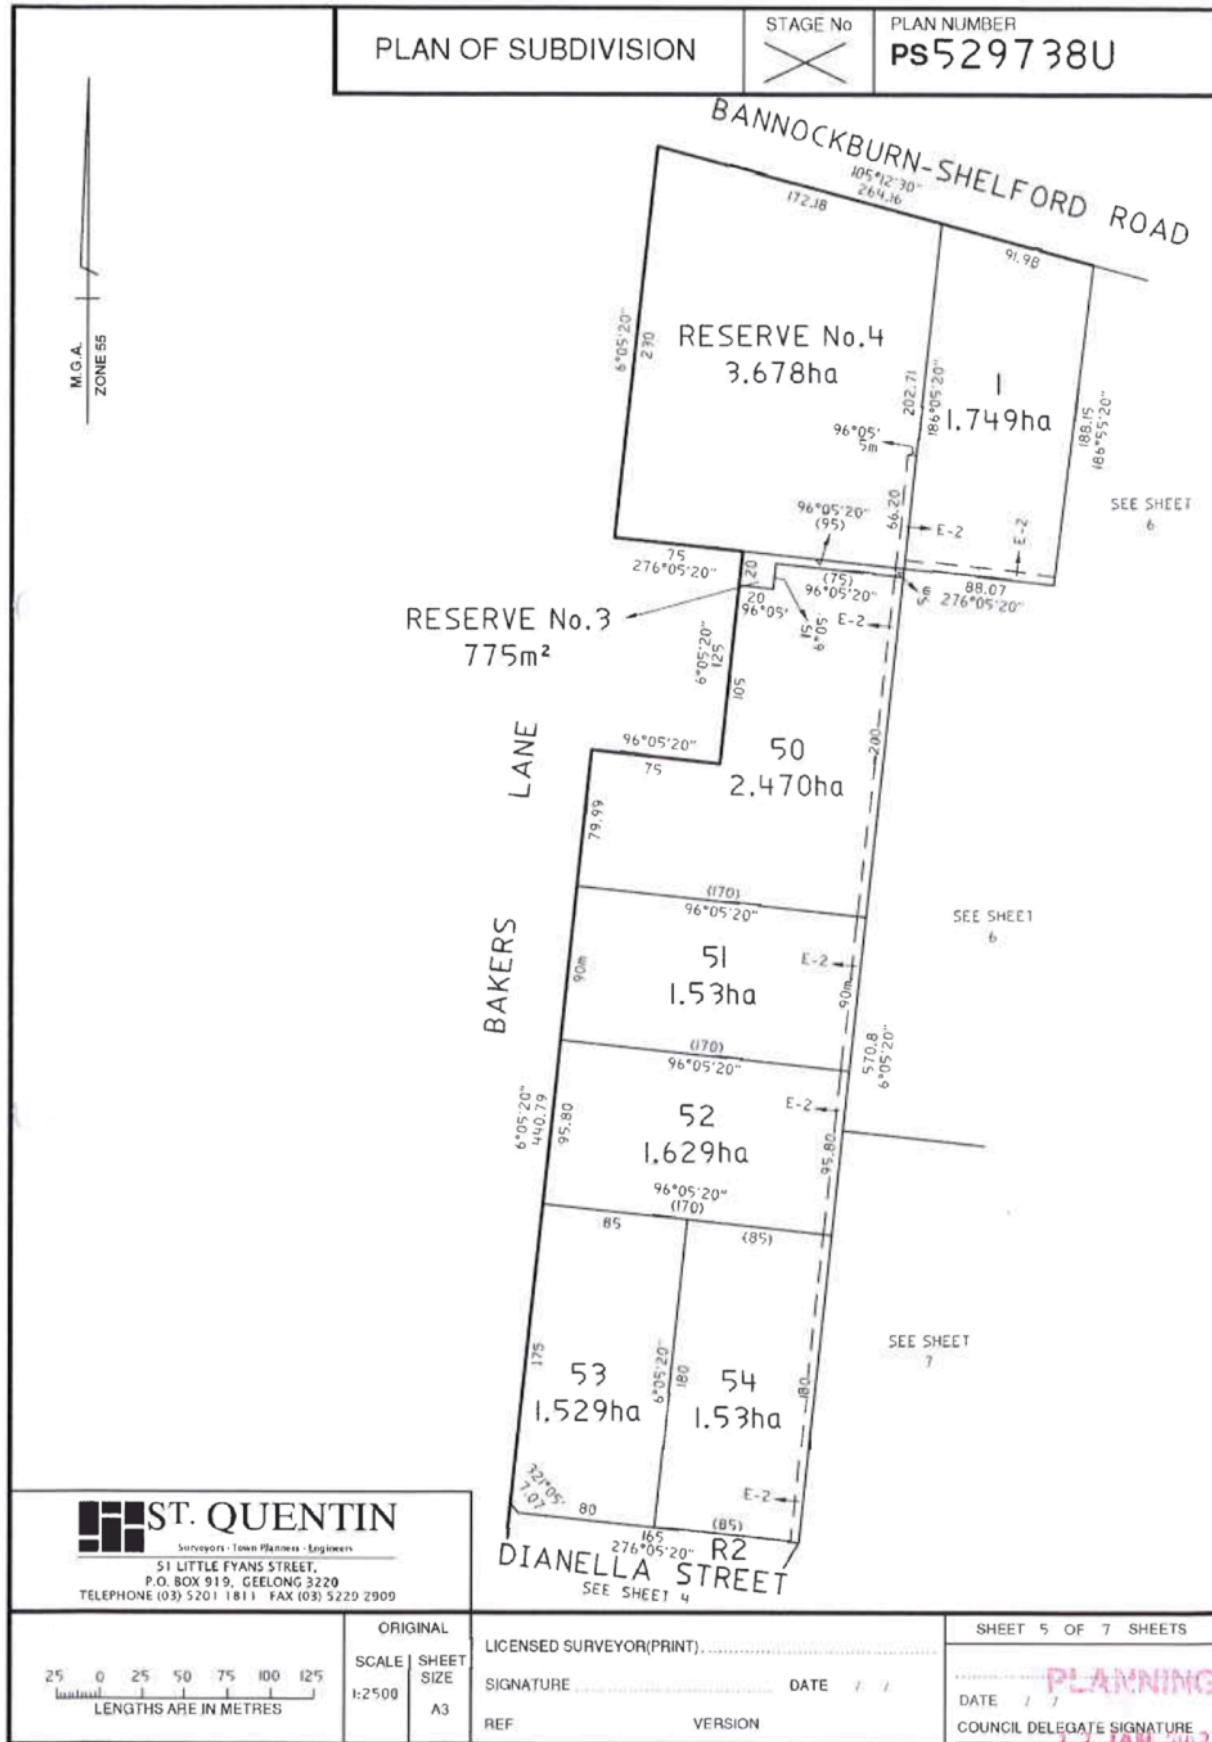 PLAN OF SUBDIVISION
STAGE No
PLAN NUMBER
PS529738U
M.G.A.
ZONE 55
BANNOCKBURN-SHELFORD ROAD
105°12'30"
264.16
172.18
91.98
6°05'20"
230
RESERVE No.4
3.678ha
202.71
186°05'20"
1
1.749ha
188.15
186°55'20"
96°05'
5m
66.20
SEE SHEET
6
96°05'20"
(95)
E-2
E-2
75
276°05'20"
20
(75)
96°05'20"
88.07
276°05'20"
5m
20
96°05'
15
6°05'
E-2
RESERVE No.3
775m²
6°05'20"
125
105
LANE
96°05'20"
75
50
2.470ha
200
79.99
(170)
96°05'20"
SEE SHEET
6
BAKERS
51
1.53ha
E-2
90m
90m
(170)
96°05'20"
570.8
6°05'20"
6°05'20"
440.79
95.80
52
1.629ha
E-2
95.80
96°05'20"
(170)
85
(85)
SEE SHEET
7
175
53
1.529ha
6°05'20"
180
54
1.53ha
180
321°05'
7.07
80
E-2
(85)
165
276°05'20"
R2
DIANELLA STREET
SEE SHEET 4
ST. QUENTIN
Surveyors - Town Planners - Engineers
51 LITTLE FYANS STREET,
P.O. BOX 919, GEELONG 3220
TELEPHONE (03) 5201 1811 FAX (03) 5229 2909
25 0 25 50 75 100 125
LENGTHS ARE IN METRES
ORIGINAL
SCALE
1:2500
SHEET
SIZE
A3
LICENSED SURVEYOR(PRINT)
SIGNATURE DATE / /
REF VERSION
SHEET 5 OF 7 SHEETS
PLANNING
DATE / /
COUNCIL DELEGATE SIGNATURE